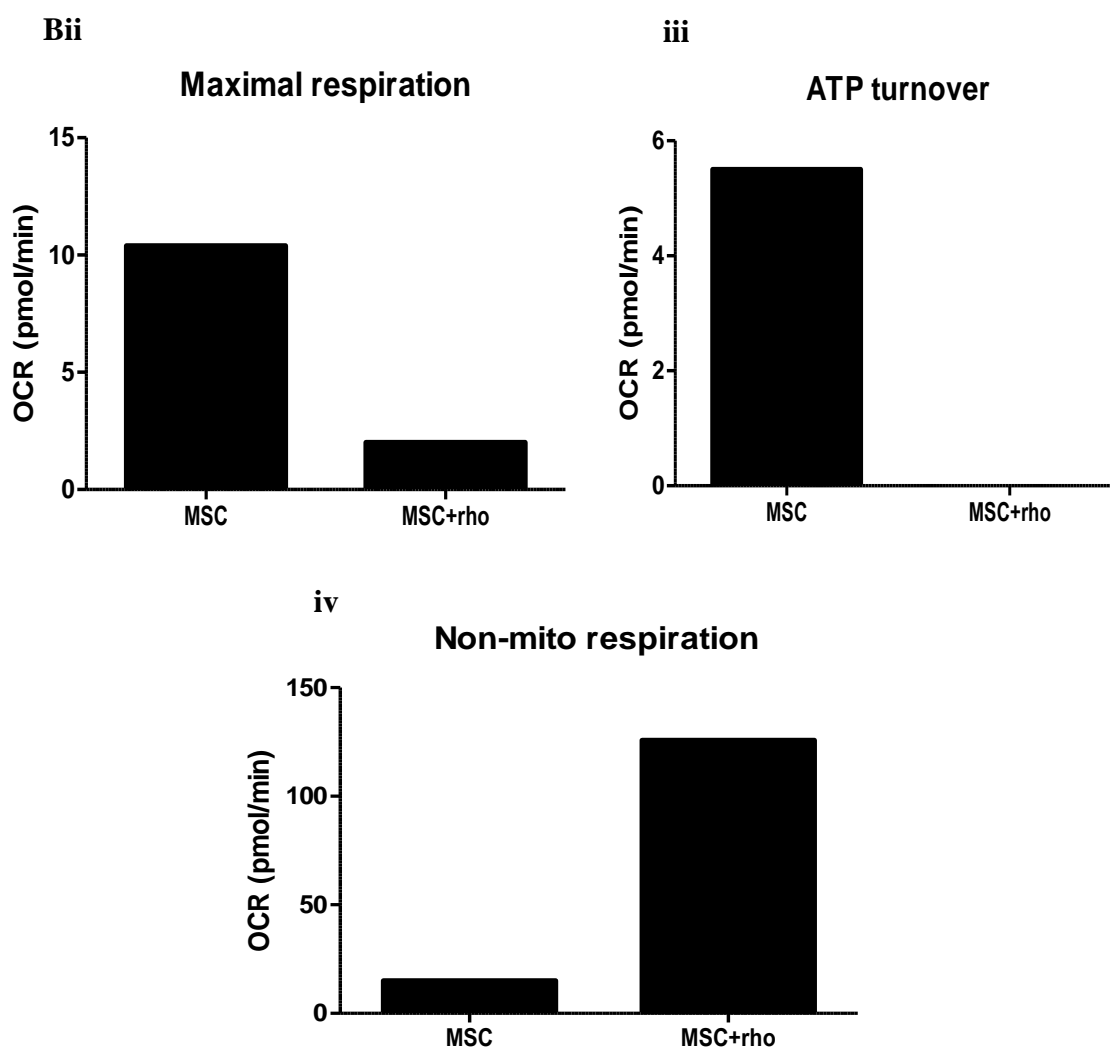 Bii
Maximal respiration
OCR (pmol/min)
15
10
5
0
MSC
MSC+rho
iii
ATP turnover
OCR (pmol/min)
6
4
2
0
MSC
MSC+rho
iv
Non-mito respiration
OCR (pmol/min)
150
100
50
0
MSC
MSC+rho